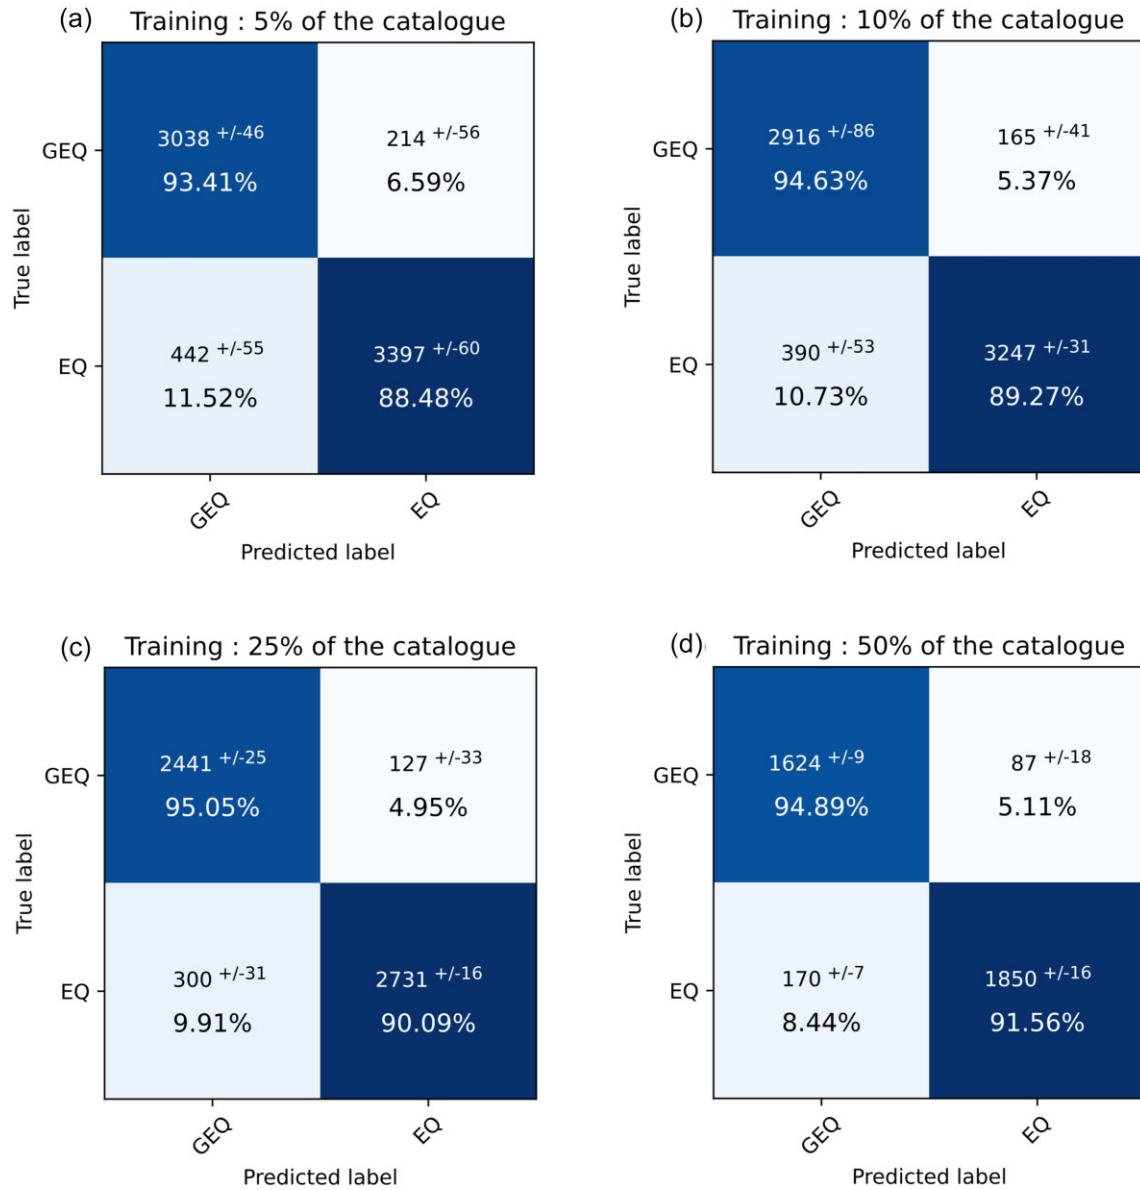 (a) Training : 5% of the catalogue
3038 +/-46
93.41%
214 +/-56
6.59%
442 +/-55
11.52%
3397 +/-60
88.48%
GEQ
EQ
True label
GEQ
EQ
Predicted label
(b) Training : 10% of the catalogue
2916 +/-86
94.63%
165 +/-41
5.37%
390 +/-53
10.73%
3247 +/-31
89.27%
GEQ
EQ
True label
GEQ
EQ
Predicted label
(c) Training : 25% of the catalogue
2441 +/-25
95.05%
127 +/-33
4.95%
300 +/-31
9.91%
2731 +/-16
90.09%
GEQ
EQ
True label
GEQ
EQ
Predicted label
(d) Training : 50% of the catalogue
1624 +/-9
94.89%
87 +/-18
5.11%
170 +/-7
8.44%
1850 +/-16
91.56%
GEQ
EQ
True label
GEQ
EQ
Predicted label